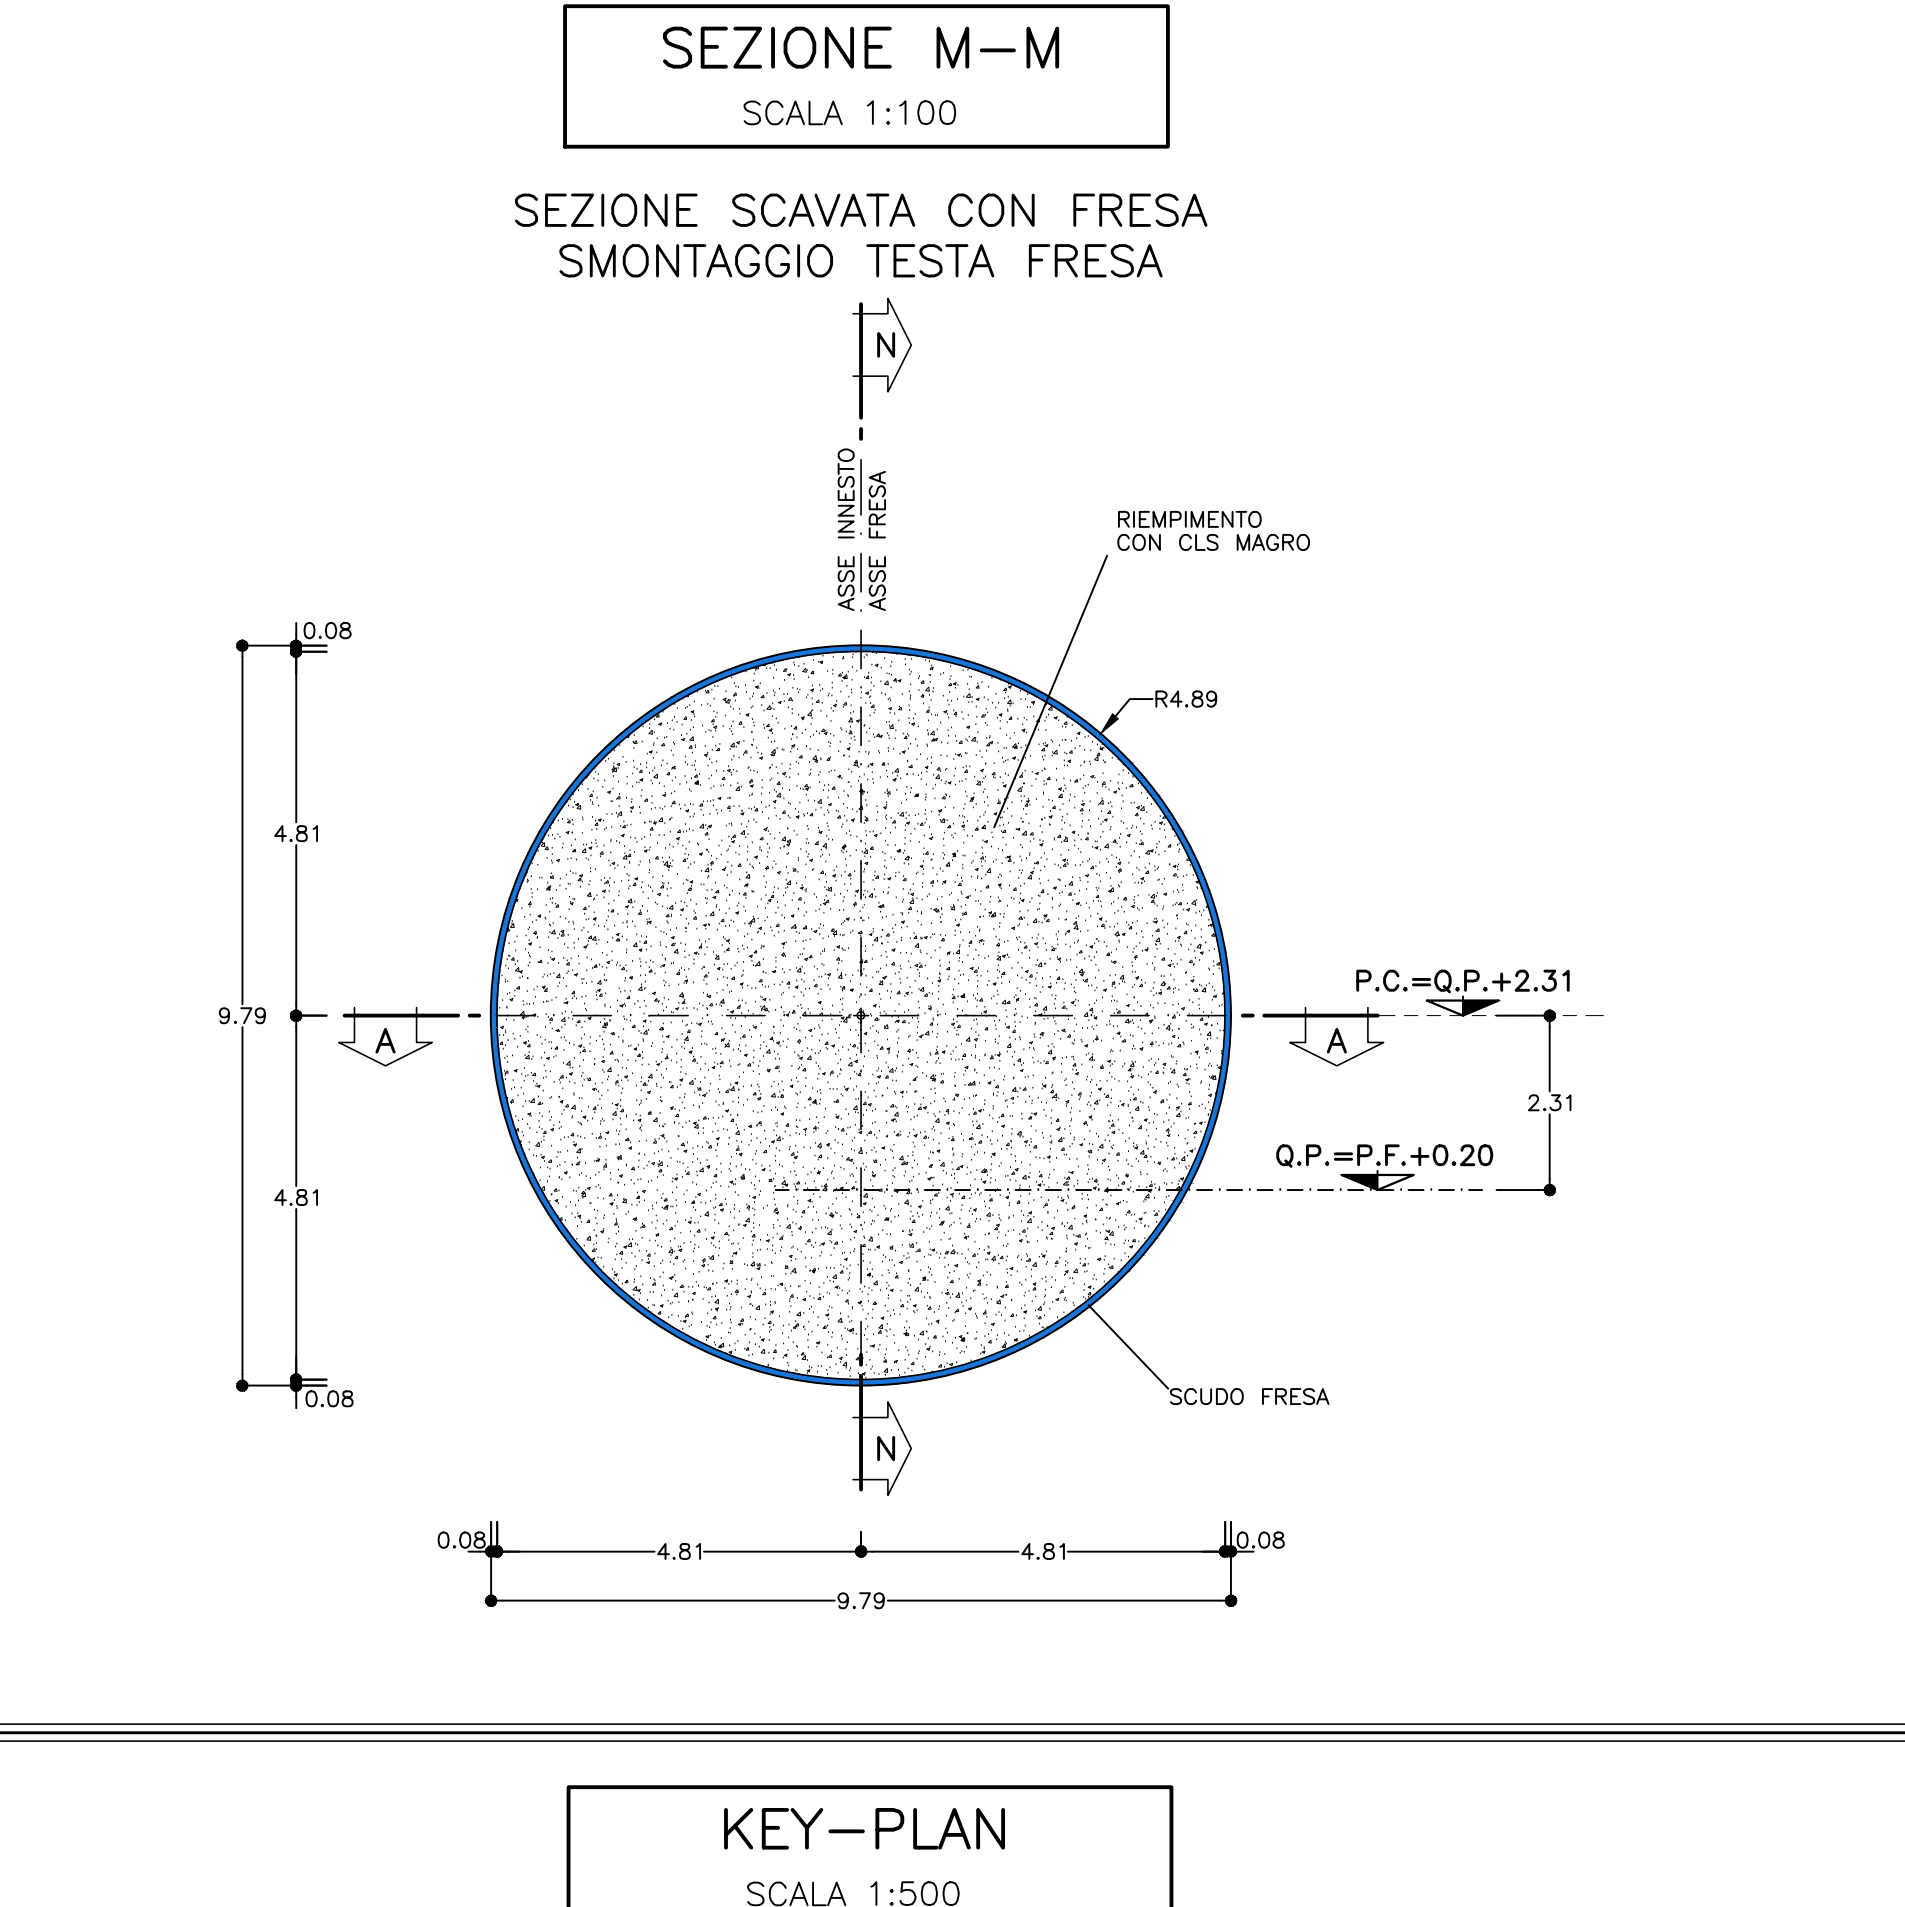 SEZIONE M-M
SCALA 1:100
SEZIONE SCAVATA CON FRESA
SMONTAGGIO TESTA FRESA
N
ASSE INNESTO
ASSE FRESA
RIEMPIMENTO
CON CLS MAGRO
0.08
R4.89
4.81
P.C.=Q.P.+2.31
9.79
A
A
2.31
Q.P.=P.F.+0.20
4.81
0.08
SCUDO FRESA
N
0.08
4.81
4.81
0.08
9.79
KEY-PLAN
SCALA 1:500